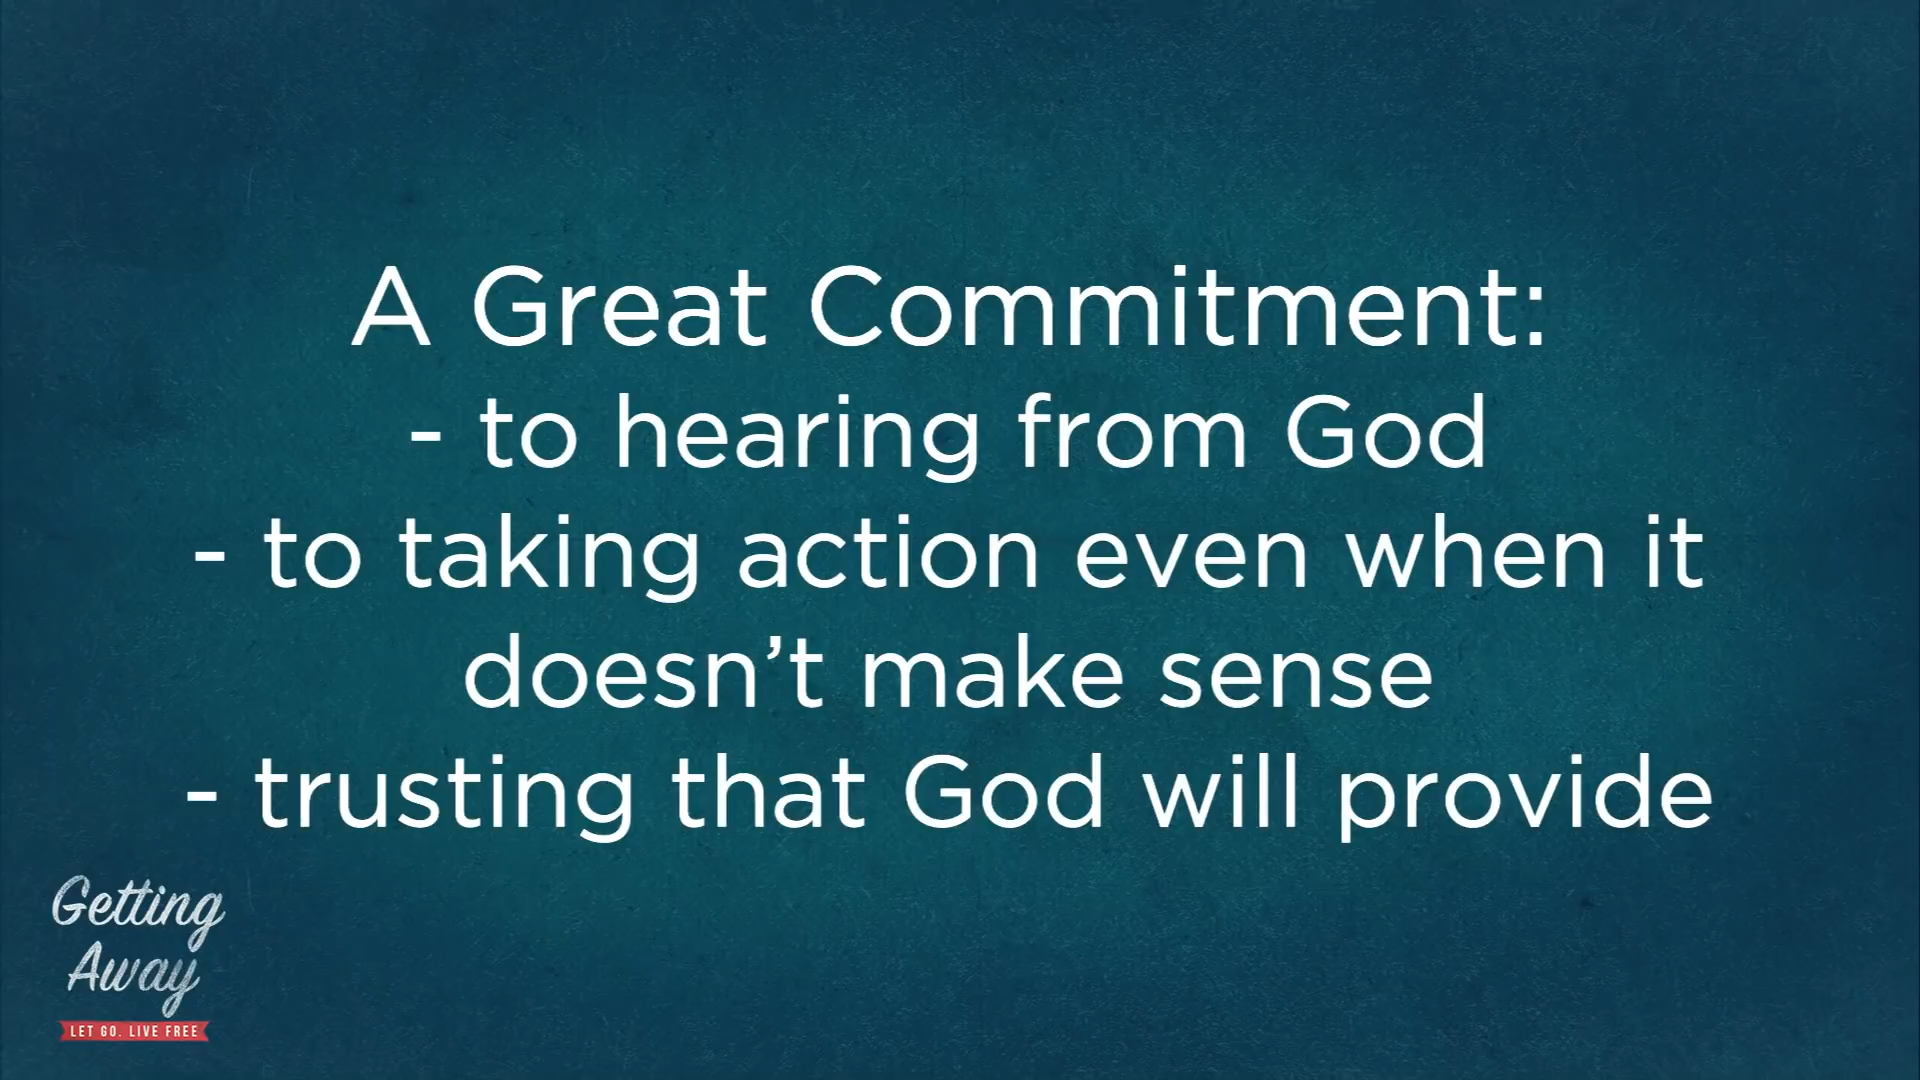 A Great Commitment:
- to hearing from God
- to taking action even when it
doesn’t make sense
- trusting that God will provide
Getting
Away
LET GO. LIVE FREE